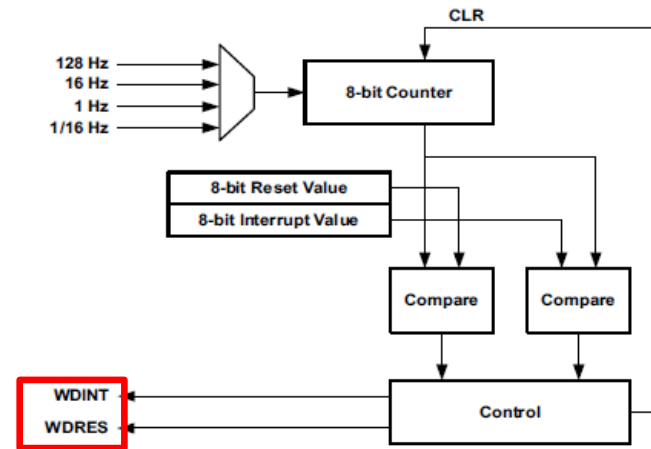 CLR
128 Hz
16 Hz
1 Hz
1/16 Hz
8-bit Counter
8-bit Reset Value
8-bit Interrupt Value
Compare
Compare
WDINT
WDRES
Control